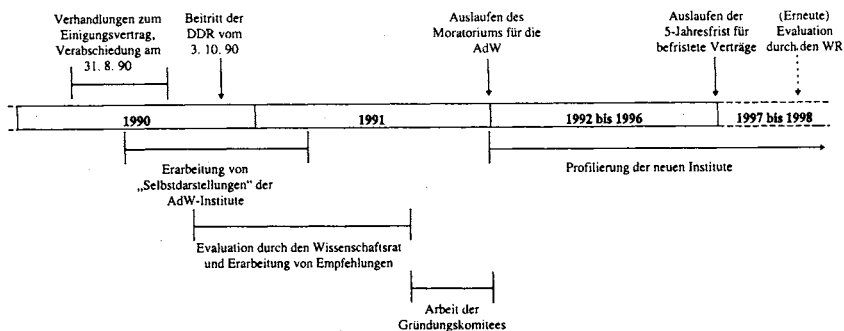 Verhandlungen zum
Einigungsvertrag,
Verabschiedung am
31. 8. 90
Beitritt der
DDR vom
3. 10. 90
Auslaufen des
Moratoriums für die
AdW
Auslaufen der
5-Jahresfrist für
befristete Verträge
(Erneute)
Evaluation
durch den WR
1990
1991
1992 bis 1996
1997 bis 1998
Erarbeitung von
„Selbstdarstellungen“ der
AdW-Institute
Profilierung der neuen Institute
Evaluation durch den Wissenschaftsrat
und Erarbeitung von Empfehlungen
Arbeit der
Gründungskomitees